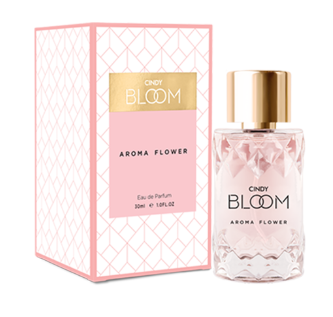 CINDY
BLOOM
AROMA FLOWER
Eau de Parfum
30ml e 1.0FL.OZ
CINDY
BLOOM
AROMA FLOWER